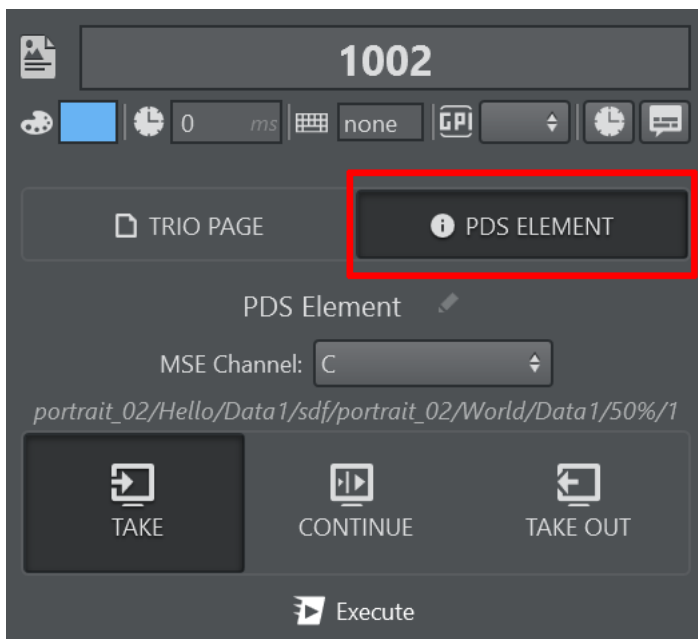 1002
0 ms none GPI
TRIO PAGE PDS ELEMENT
PDS Element
MSE Channel: C
portrait_02/Hello/Data1/sdf/portrait_02/World/Data1/50%/1
TAKE CONTINUE TAKE OUT
Execute